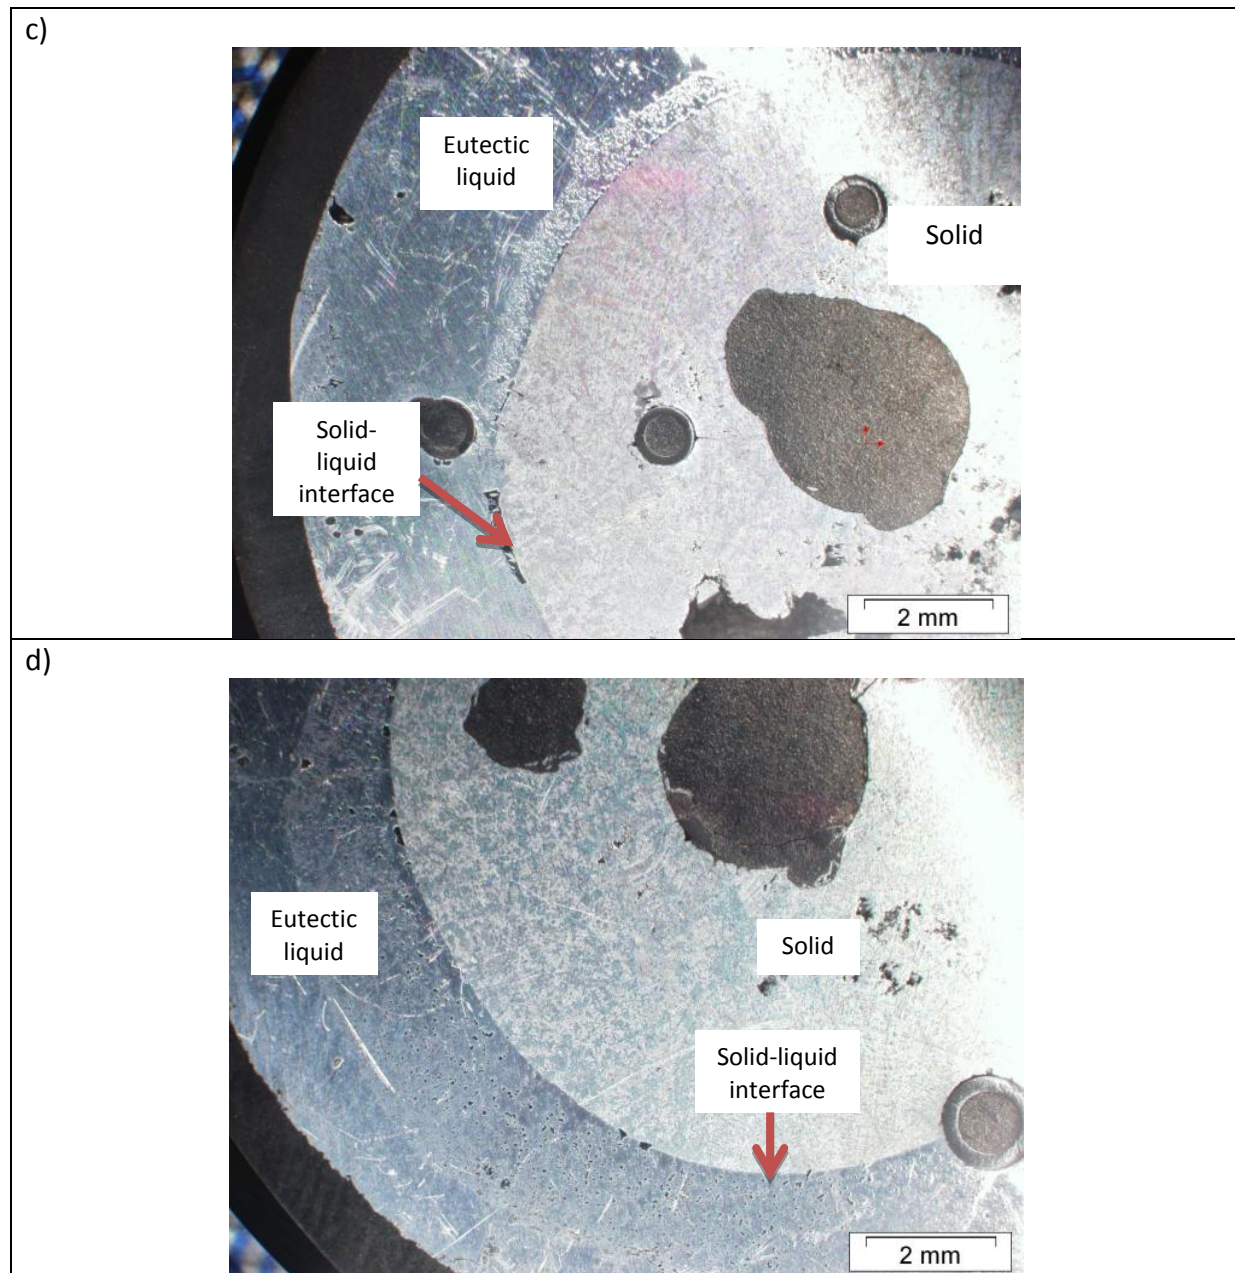 c)
Eutectic
liquid
Solid
Solid-
liquid
interface
2 mm
d)
Eutectic
liquid
Solid
Solid-liquid
interface
2 mm